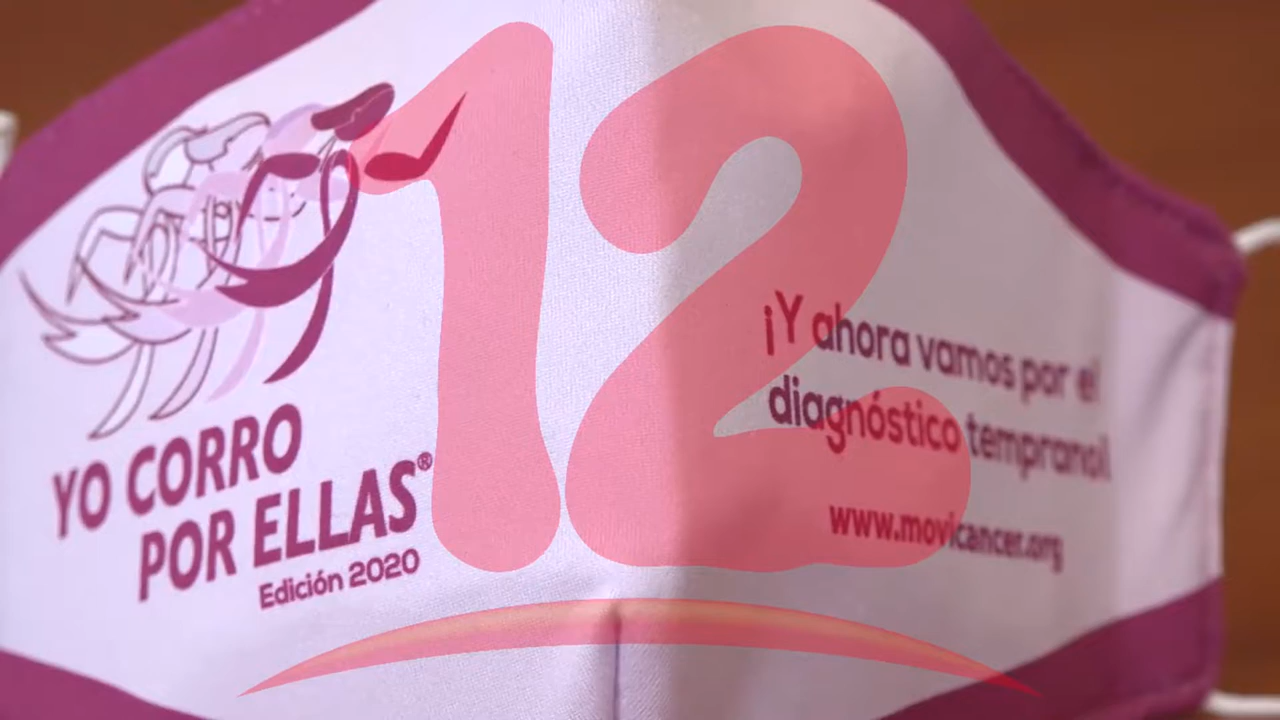 12
YO CORRO
POR ELLAS®
Edición 2020
¡Y ahora vamos por el
diagnóstico temprano!
www.movicancer.org